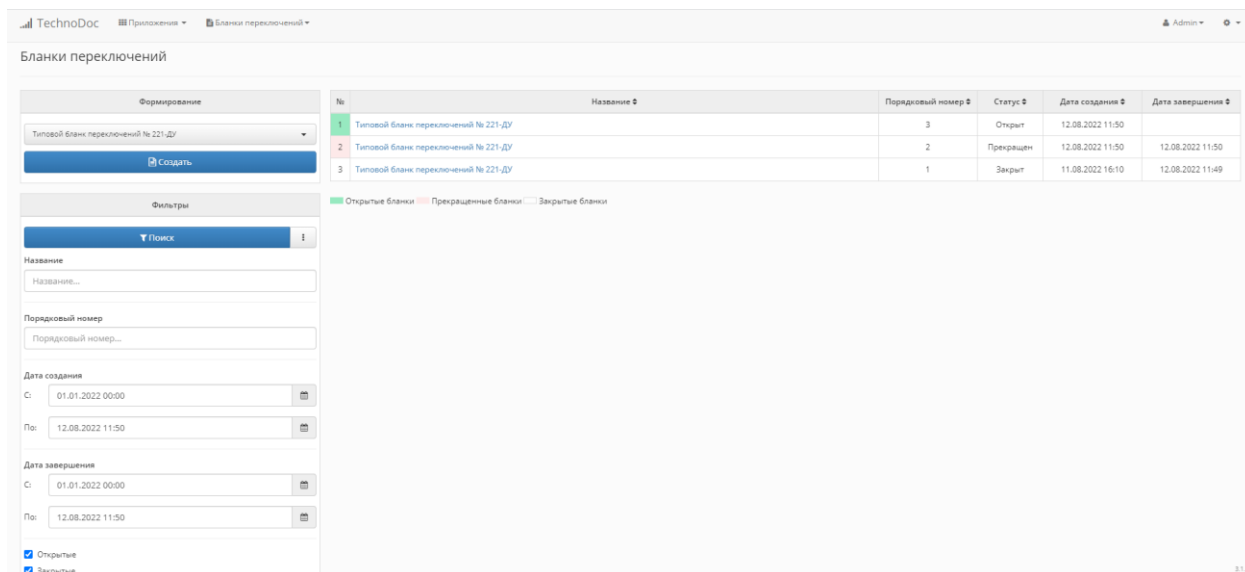 TechnoDoc Приложения Бланки переключений Admin
Бланки переключений
Формирование
Типовой бланк переключений № 221-ДУ
Создать
Фильтры
Поиск
Название
Название...
Порядковый номер
Порядковый номер...
Дата создания
С: 01.01.2022 00:00
По: 12.08.2022 11:50
Дата завершения
С: 01.01.2022 00:00
По: 12.08.2022 11:50
Открытые
Закрытые
№ Название Порядковый номер Статус Дата создания Дата завершения
1 Типовой бланк переключений № 221-ДУ 3 Открыт 12.08.2022 11:50
2 Типовой бланк переключений № 221-ДУ 2 Прекращен 12.08.2022 11:50 12.08.2022 11:50
3 Типовой бланк переключений № 221-ДУ 1 Закрыт 11.08.2022 16:10 12.08.2022 11:49
Открытые бланки Прекращенные бланки Закрытые бланки